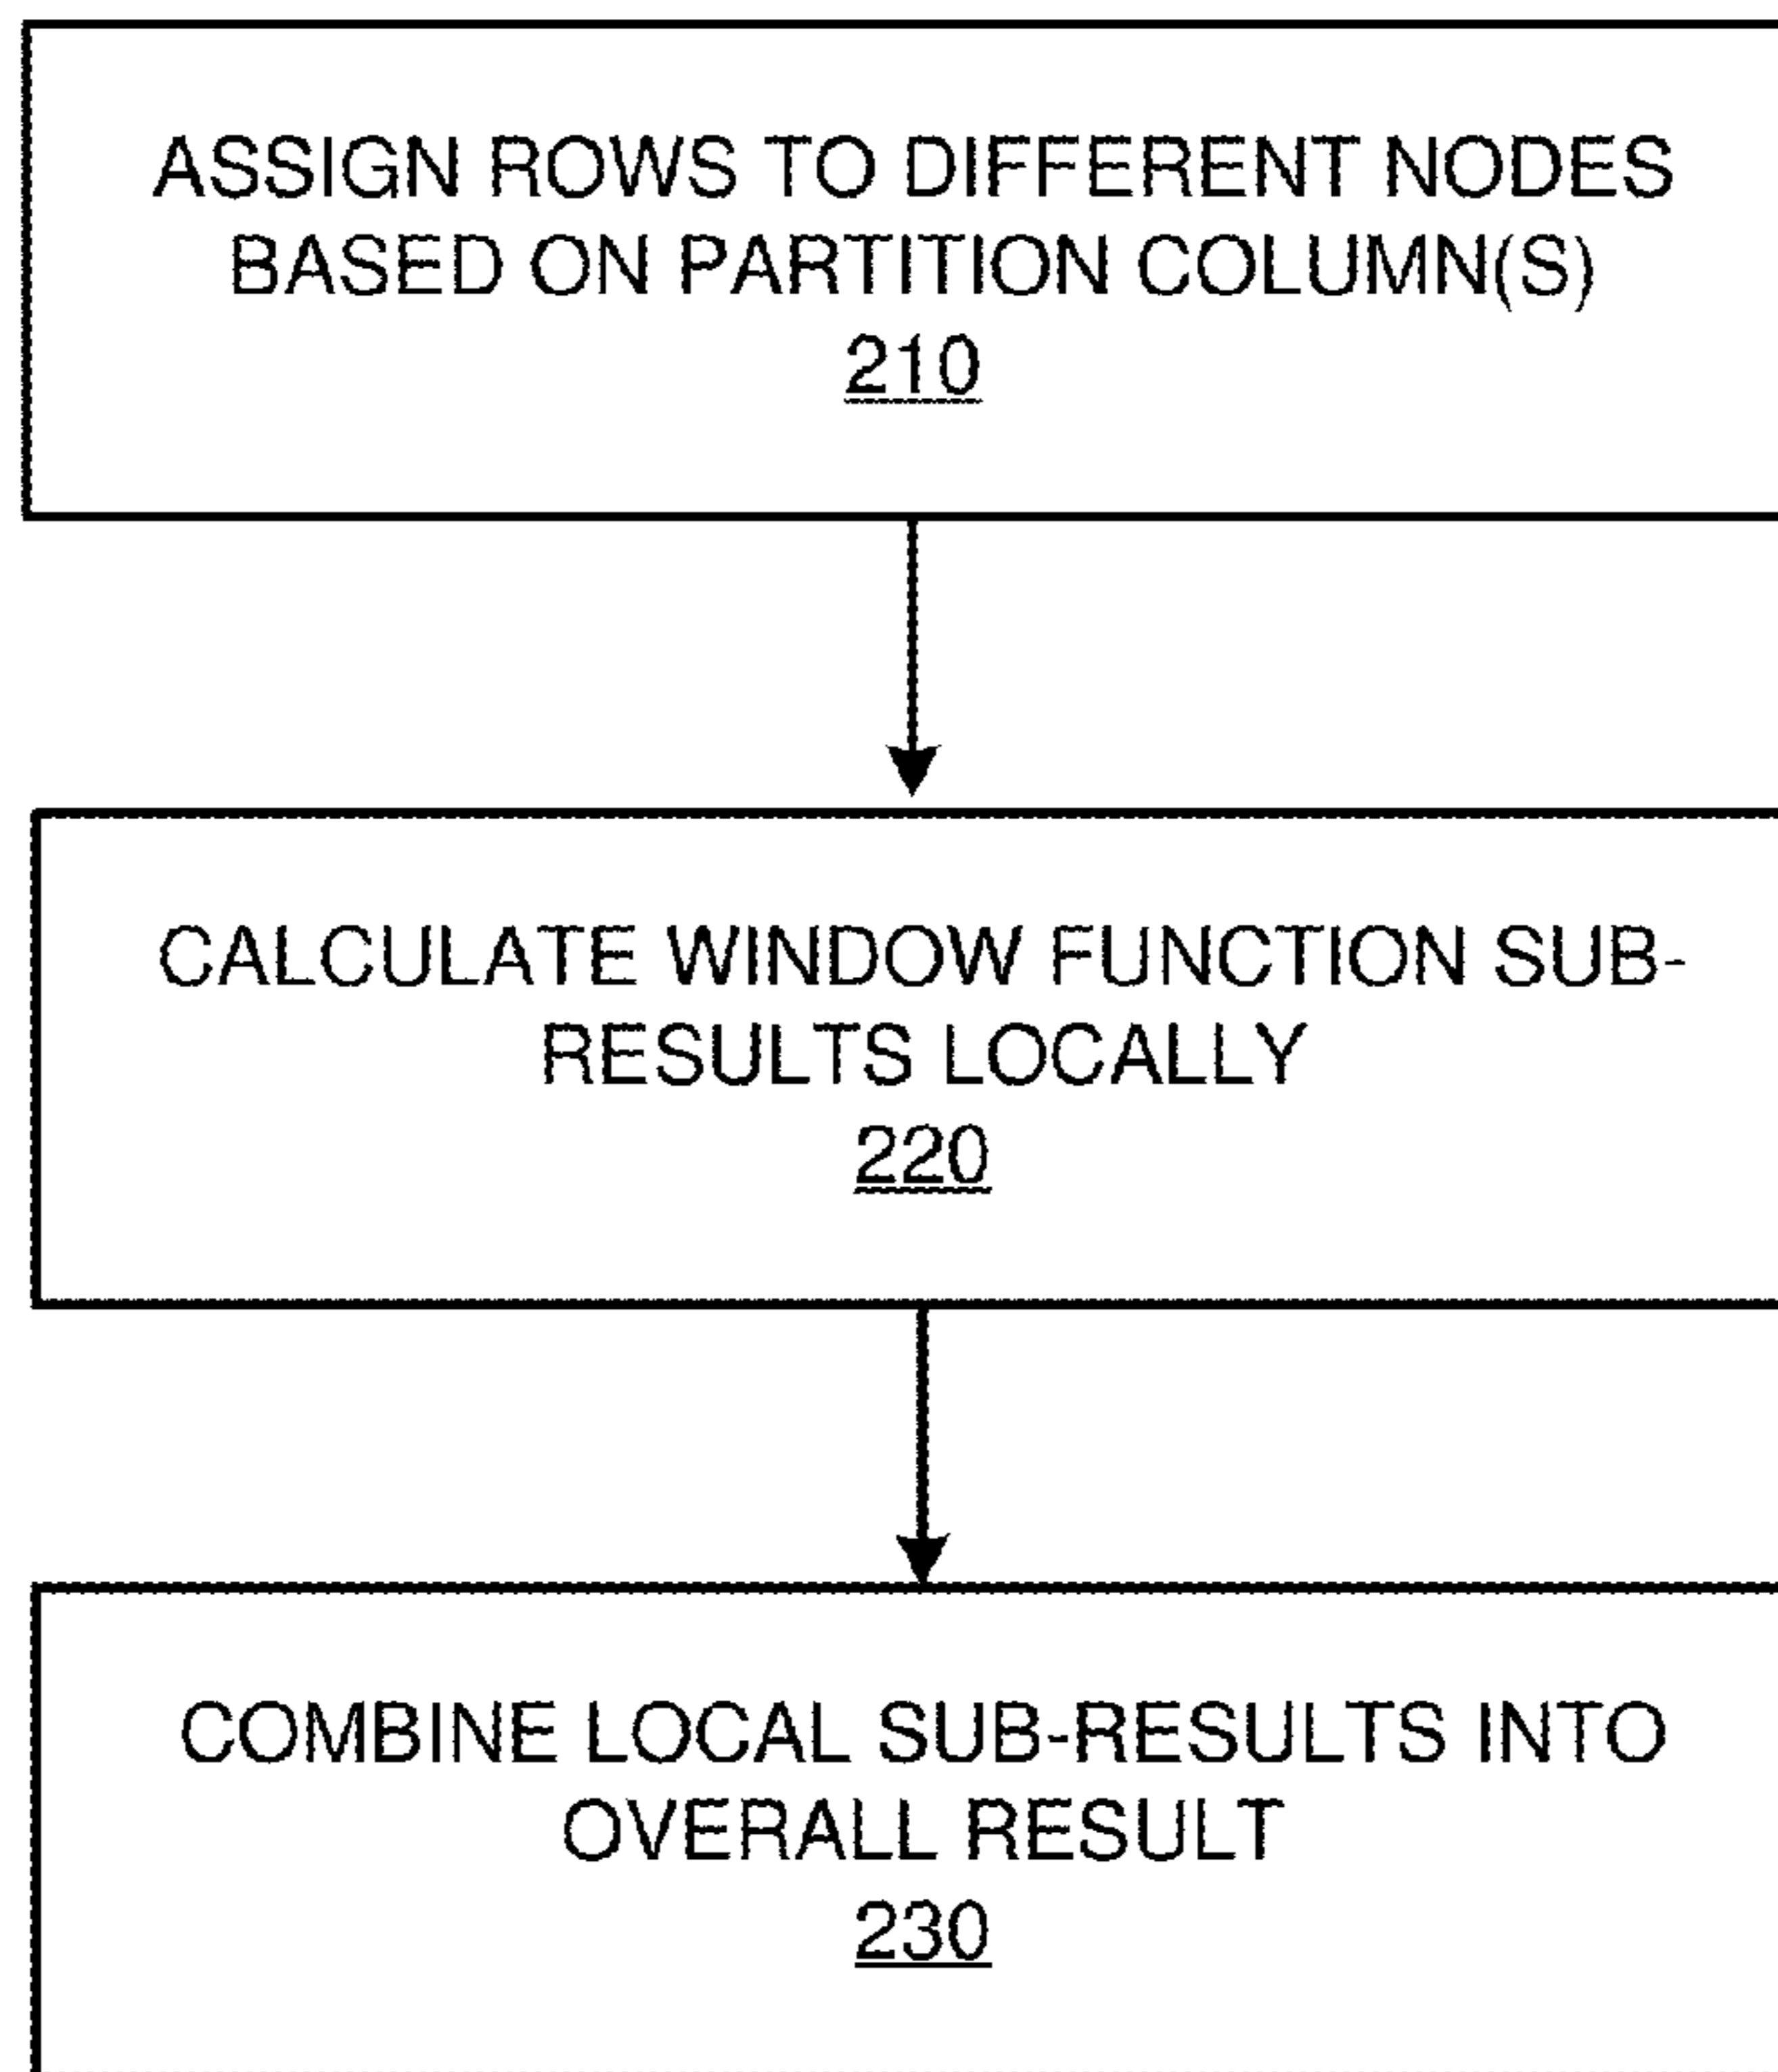 ASSIGN ROWS TO DIFFERENT NODES
BASED ON PARTITION COLUMN(S)
210
CALCULATE WINDOW FUNCTION SUB-
RESULTS LOCALLY
220
COMBINE LOCAL SUB-RESULTS INTO
OVERALL RESULT
230